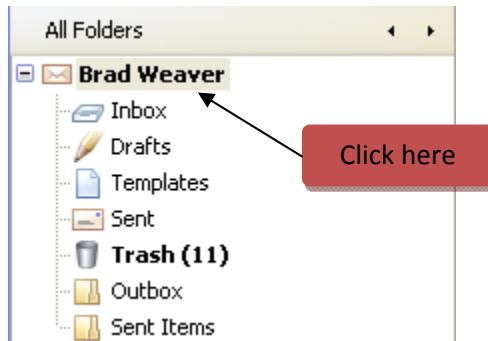 All Folders
Brad Weaver
Inbox
Drafts
Click here
Templates
Sent
Trash (11)
Outbox
Sent Items